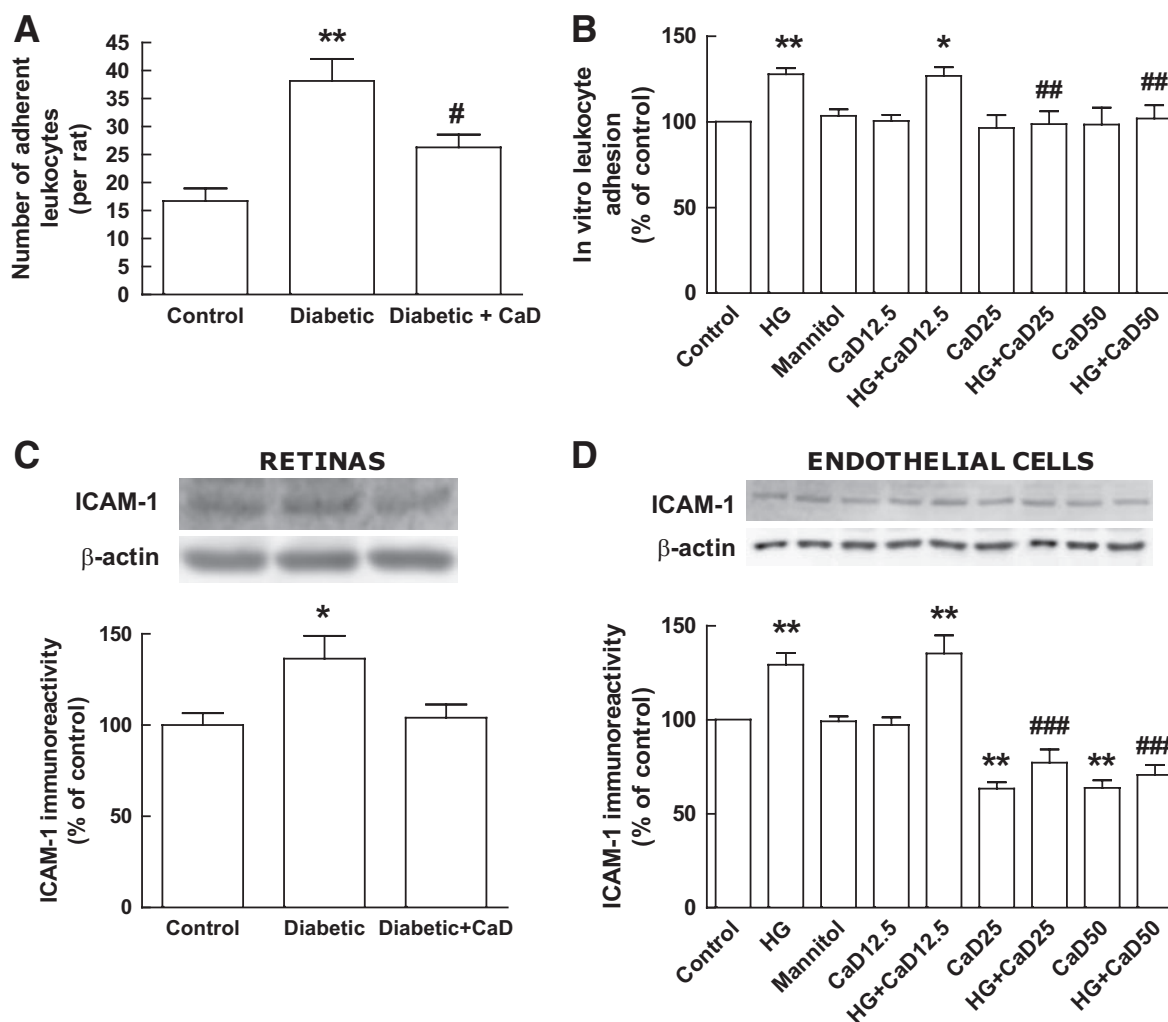 A
Number of adherent
leukocytes
(per rat)
45
40
35
30
25
20
15
10
5
0
**
#
Control
Diabetic
Diabetic + CaD
B
In vitro leukocyte
adhesion
(% of control)
150
100
50
0
**
*
##
##
Control
HG
Mannitol
CaD12.5
HG+CaD12.5
CaD25
HG+CaD25
CaD50
HG+CaD50
C
RETINAS
ICAM-1
β-actin
ICAM-1 immunoreactivity
(% of control)
150
100
50
0
*
Control
Diabetic
Diabetic+CaD
D
ENDOTHELIAL CELLS
ICAM-1
β-actin
ICAM-1 immunoreactivity
(% of control)
150
100
50
0
**
**
**
###
**
###
Control
HG
Mannitol
CaD12.5
HG+CaD12.5
CaD25
HG+CaD25
CaD50
HG+CaD50